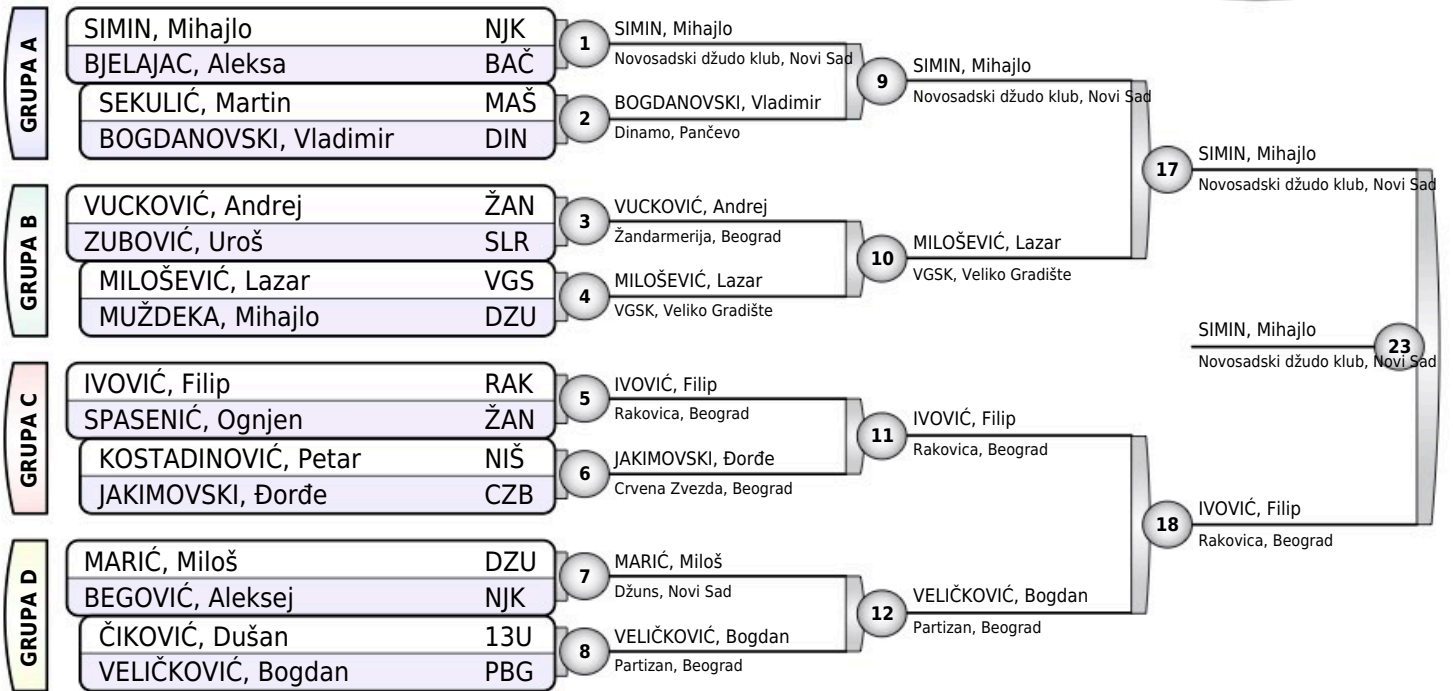 GRUPA A
SIMIN, Mihajlo NJK
BJELAJAC, Aleksa BAČ
SEKULIĆ, Martin MAŠ
BOGDANOVSKI, Vladimir DIN
GRUPA B
VUCKOVIĆ, Andrej ŽAN
ZUBOVIĆ, Uroš SLR
MILOŠEVIĆ, Lazar VGS
MUŽDEKA, Mihajlo DZU
GRUPA C
IVOVIĆ, Filip RAK
SPASENIĆ, Ognjen ŽAN
KOSTADINOVIĆ, Petar NIŠ
JAKIMOVSKI, Đorđe CZB
GRUPA D
MARIĆ, Miloš DZU
BEGOVIĆ, Aleksej NJK
ČIKOVIĆ, Dušan 13U
VELIČKOVIĆ, Bogdan PBG
1
SIMIN, Mihajlo
Novosadski džudo klub, Novi Sad
2
BOGDANOVSKI, Vladimir
Dinamo, Pančevo
3
VUCKOVIĆ, Andrej
Žandarmerija, Beograd
4
MILOŠEVIĆ, Lazar
VGSK, Veliko Gradište
5
IVOVIĆ, Filip
Rakovica, Beograd
6
JAKIMOVSKI, Đorđe
Crvena Zvezda, Beograd
7
MARIĆ, Miloš
Džuns, Novi Sad
8
VELIČKOVIĆ, Bogdan
Partizan, Beograd
9
SIMIN, Mihajlo
Novosadski džudo klub, Novi Sad
10
MILOŠEVIĆ, Lazar
VGSK, Veliko Gradište
11
IVOVIĆ, Filip
Rakovica, Beograd
12
VELIČKOVIĆ, Bogdan
Partizan, Beograd
17
SIMIN, Mihajlo
Novosadski džudo klub, Novi Sad
18
IVOVIĆ, Filip
Rakovica, Beograd
SIMIN, Mihajlo
23
Novosadski džudo klub, Novi Sad